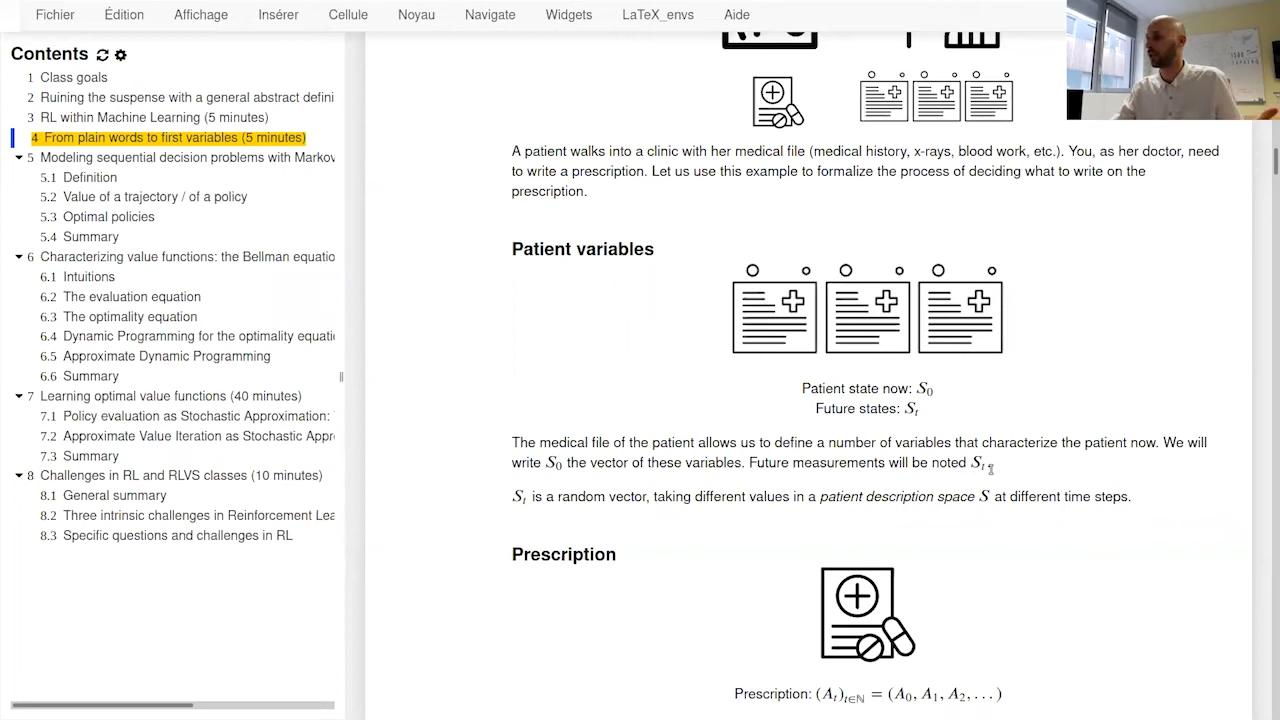 Fichier Édition Affichage Insérer Cellule Noyau Navigate Widgets LaTeX_envs Aide
Contents
1 Class goals
2 Ruining the suspense with a general abstract defini
3 RL within Machine Learning (5 minutes)
4 From plain words to first variables (5 minutes)
5 Modeling sequential decision problems with Markov
5.1 Definition
5.2 Value of a trajectory / of a policy
5.3 Optimal policies
5.4 Summary
6 Characterizing value functions: the Bellman equatio
6.1 Intuitions
6.2 The evaluation equation
6.3 The optimality equation
6.4 Dynamic Programming for the optimality equati
6.5 Approximate Dynamic Programming
6.6 Summary
7 Learning optimal value functions (40 minutes)
7.1 Policy evaluation as Stochastic Approximation:
7.2 Approximate Value Iteration as Stochastic Appr
7.3 Summary
8 Challenges in RL and RLVS classes (10 minutes)
8.1 General summary
8.2 Three intrinsic challenges in Reinforcement Lea
8.3 Specific questions and challenges in RL
A patient walks into a clinic with her medical file (medical history, x-rays, blood work, etc.). You, as her doctor, need
to write a prescription. Let us use this example to formalize the process of deciding what to write on the
prescription.
Patient variables
Patient state now: S₀
Future states: Sₜ
The medical file of the patient allows us to define a number of variables that characterize the patient now. We will
write S₀ the vector of these variables. Future measurements will be noted Sₜ.
Sₜ is a random vector, taking different values in a patient description space S at different time steps.
Prescription
Prescription: (Aₜ)ₜ∈ℕ = (A₀, A₁, A₂, . . . )